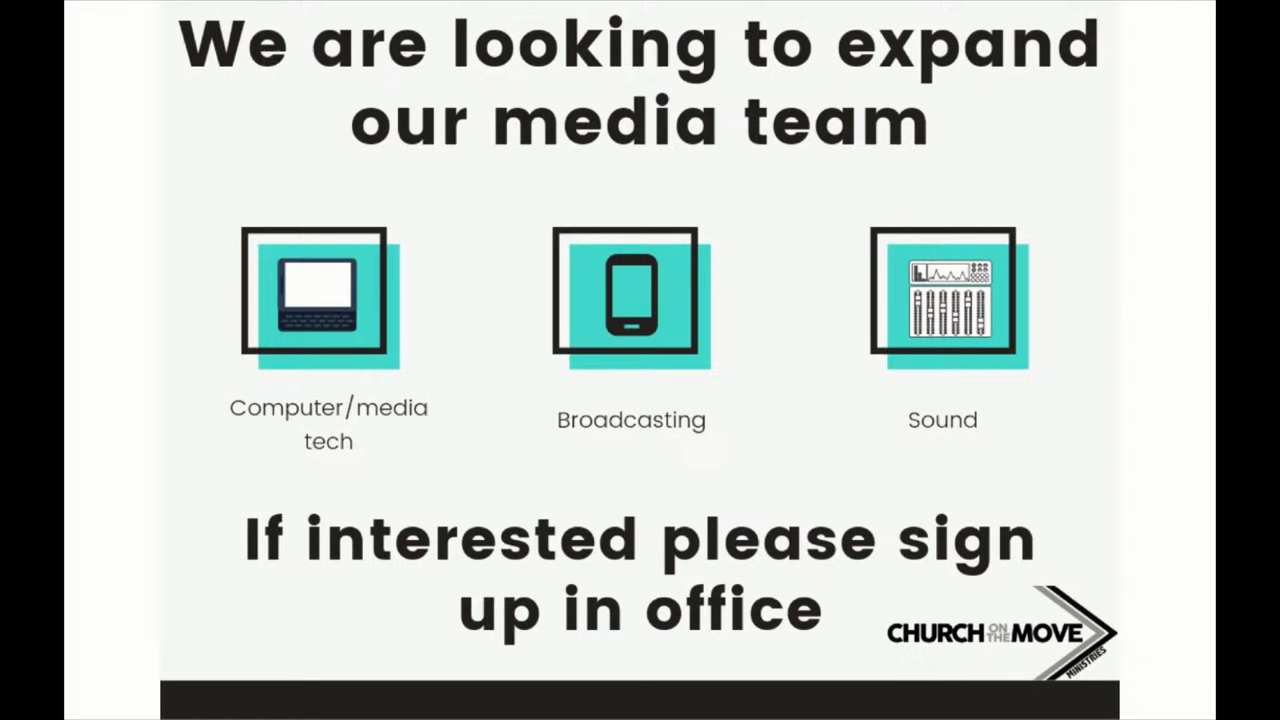 We are looking to expand
our media team
Computer/media
tech
Broadcasting
Sound
If interested please sign
up in office
CHURCH ON THE MOVE
MINISTRIES